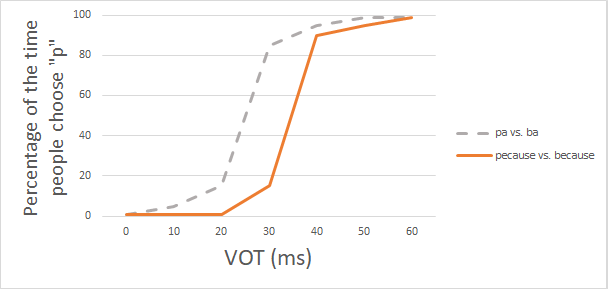 Percentage of the time
people choose "p"
100
80
60
40
20
0
0 10 20 30 40 50 60
VOT (ms)
pa vs. ba
pecause vs. because